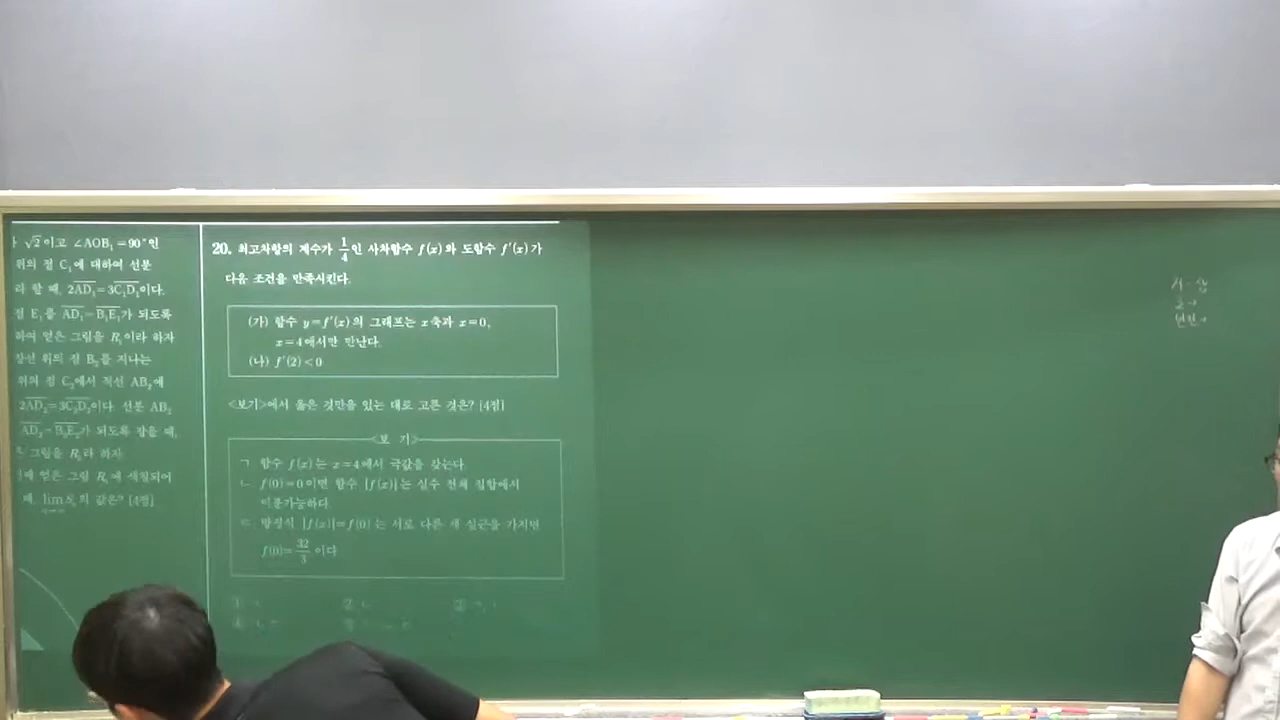 √2이고 ∠AOB₁=90°인
위의 점 C₁에 대하여 선분
라 할 때, 2AD₁=3C₁D₁이다.
점 E₁를 AD₁=B₁E₁가 되도록
하여 얻은 그림을 R₁이라 하자
위의 점 B₂를 지나는
위의 점 C₂에서 직선 AB₂에
2AD₂=3C₂D₂이다. 선분 AB₂
AD₂=B₂E₂가 되도록 잡을 때,
그림을 R₂라 하자
얻은 그림 에 색칠되어
때, lim 의 값은? [4점]
20. 최고차항의 계수가 1/4인 사차함수 f(x)와 도함수 f′(x)가
다음 조건을 만족시킨다.
(가) 함수 y=f′(x)의 그래프는 x축과 x=0,
x=4에서만 만난다.
(나) f′(2)<0
<보기>에서 옳은 것만을 있는 대로 고른 것은? [4점]
<보 기>
ㄱ. 함수 f(x)는 x=4에서 극값을 갖는다.
ㄴ. f(0)=0이면 함수 |f(x)|는 실수 전체 집합에서
미분가능하다.
ㄷ. 방정식 |f(x)|=f(0)는 서로 다른 세 실근을 가지면
f(0)=32/3 이다
① ② ③
④ ⑤